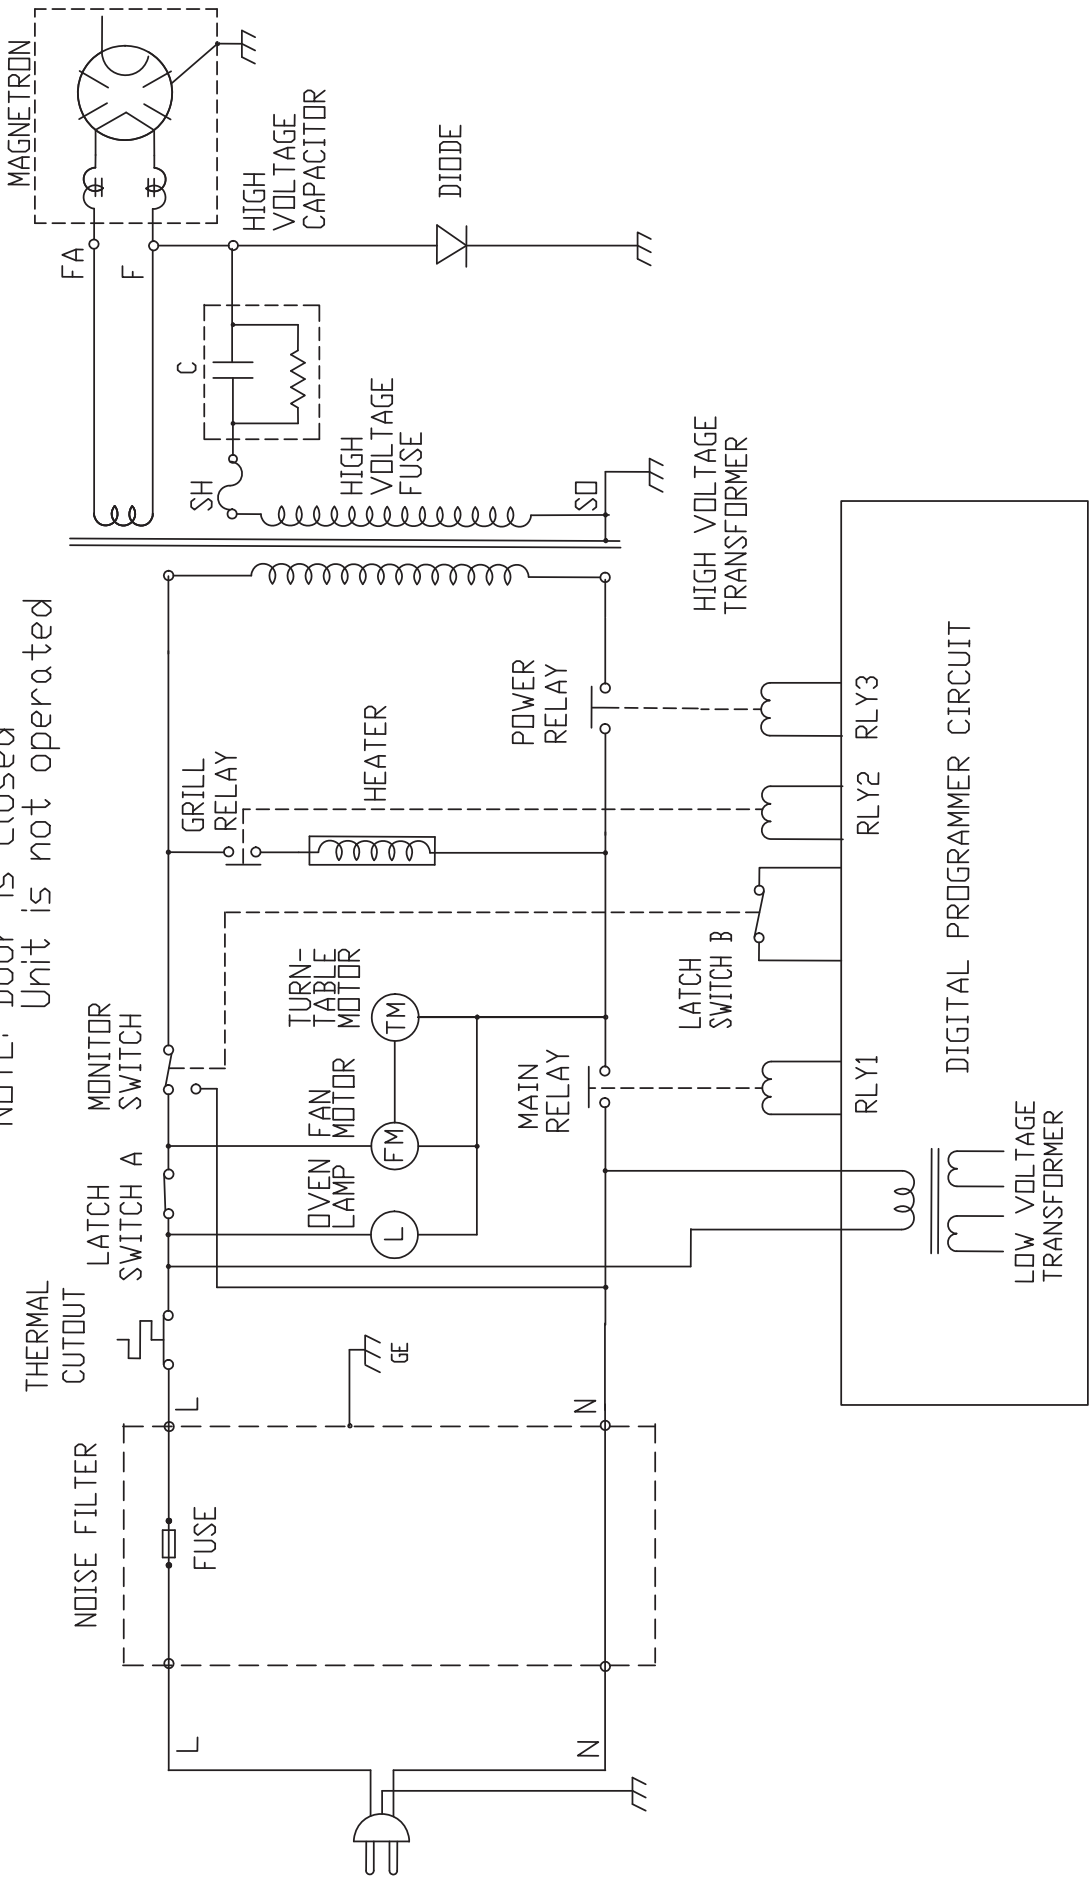 NOTE: Door is closed
Unit is not operated
NOISE FILTER
FUSE
L
N
L
N
GE
THERMAL
CUTOUT
LATCH
SWITCH A
MONITOR
SWITCH
OVEN
LAMP
L
FAN
MOTOR
FM
TURN-
TABLE
MOTOR
TM
GRILL
RELAY
HEATER
MAIN
RELAY
POWER
RELAY
LATCH
SWITCH B
RLY1
RLY2
RLY3
DIGITAL PROGRAMMER CIRCUIT
LOW VOLTAGE
TRANSFORMER
HIGH VOLTAGE
TRANSFORMER
SH
SO
HIGH
VOLTAGE
FUSE
C
HIGH
VOLTAGE
CAPACITOR
DIODE
FA
F
MAGNETRON